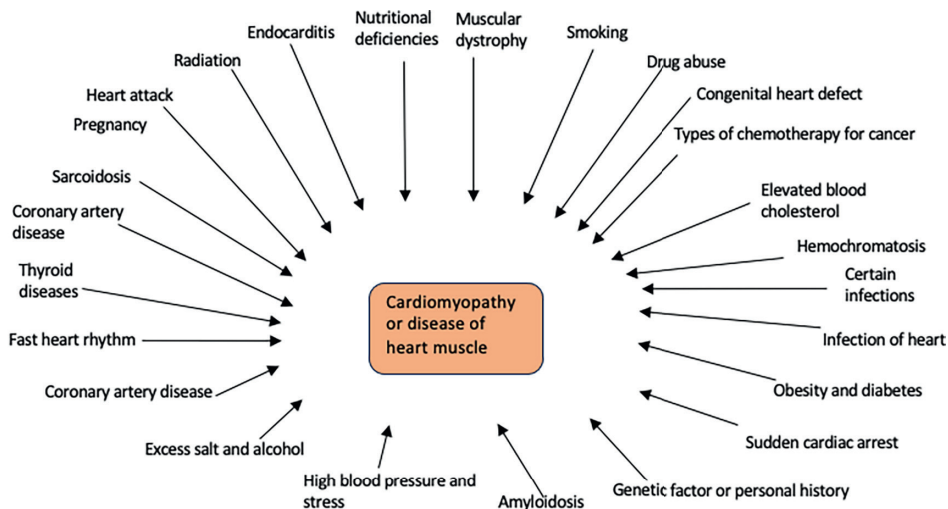 Endocarditis
Nutritional
deficiencies
Muscular
dystrophy
Smoking
Radiation
Drug abuse
Heart attack
Congenital heart defect
Pregnancy
Types of chemotherapy for cancer
Sarcoidosis
Elevated blood
cholesterol
Coronary artery
disease
Hemochromatosis
Thyroid
diseases
Certain
infections
Cardiomyopathy
or disease of
heart muscle
Fast heart rhythm
Infection of heart
Coronary artery disease
Obesity and diabetes
Excess salt and alcohol
Sudden cardiac arrest
High blood pressure and
stress
Amyloidosis
Genetic factor or personal history